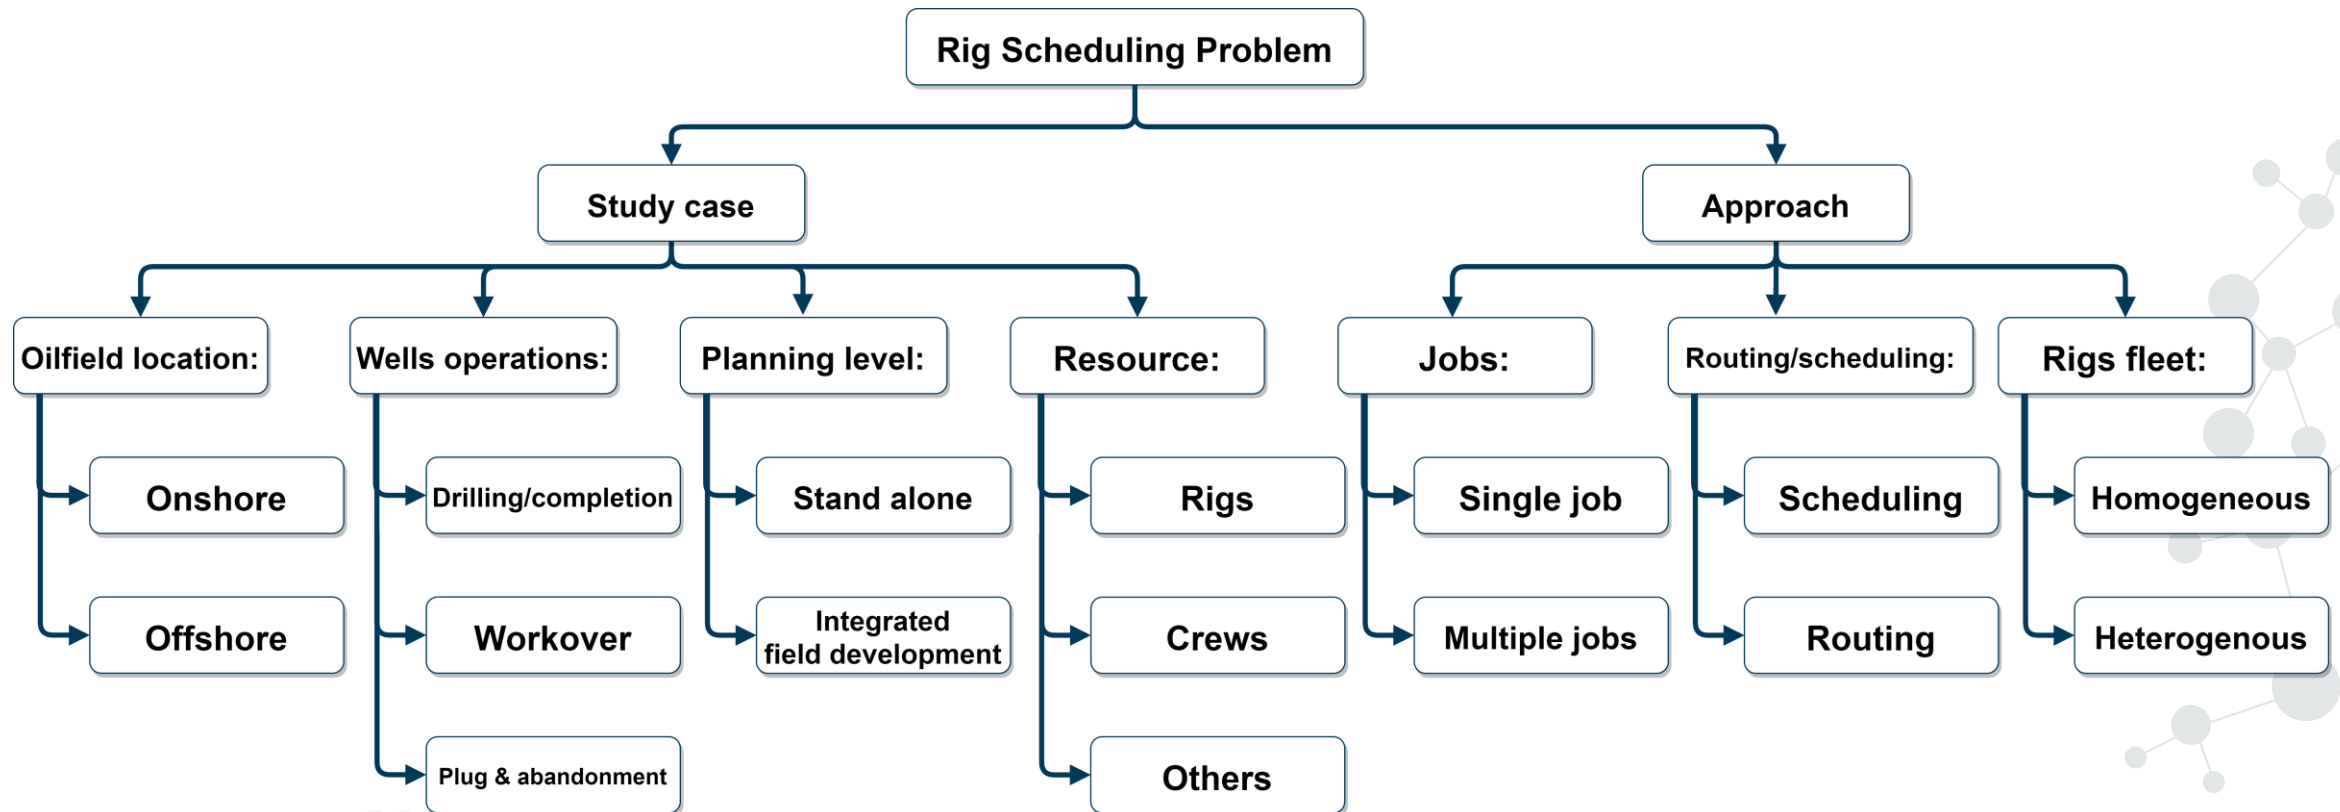 Rig Scheduling Problem
Study case
Approach
Oilfield location:
Wells operations:
Planning level:
Resource:
Jobs:
Routing/scheduling:
Rigs fleet:
Onshore
Drilling/completion
Stand alone
Rigs
Single job
Scheduling
Homogeneous
Offshore
Workover
Integrated
field development
Crews
Multiple jobs
Routing
Heterogenous
Plug & abandonment
Others